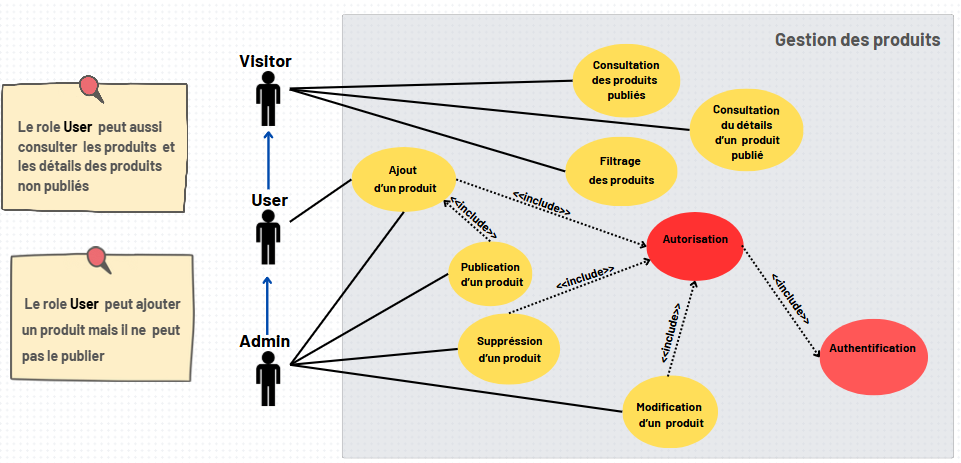 Gestion des produits
Visitor
Consultation
des produits
publiés
Consultation
du détails
d'un produit
publié
Filtrage
des produits
Le role User peut aussi
consulter les produits et
les détails des produits
non publiés
Ajout
d'un produit
<<include>>
<<include>>
User
Autorisation
Publication
d'un produit
<<include>>
<<include>>
Le role User peut ajouter
un produit mais il ne peut
pas le publier
Admin
Suppréssion
d'un produit
<<include>>
Authentification
Modification
d'un produit